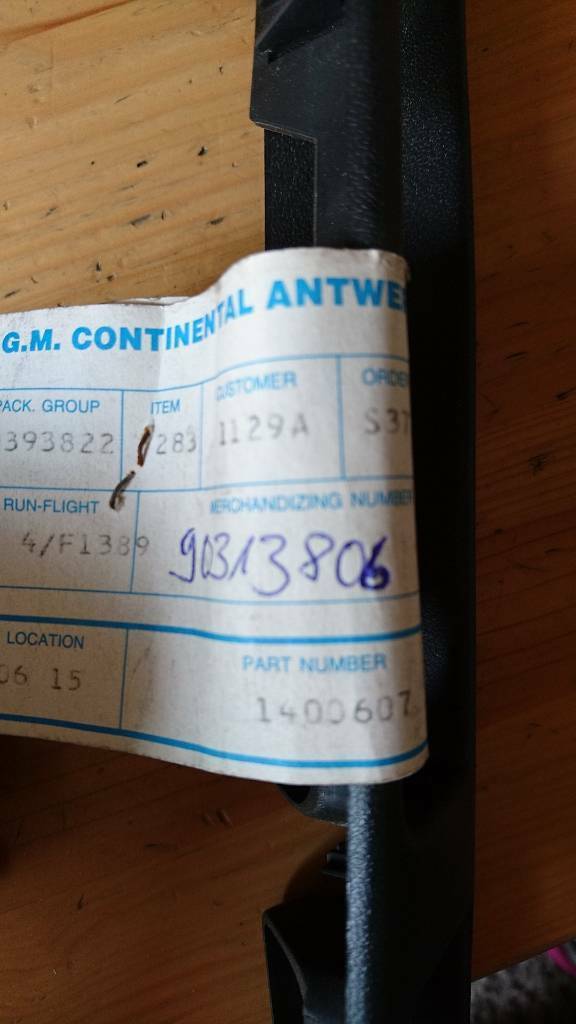 G.M. CONTINENTAL ANTWE
PACK. GROUP ITEM CUSTOMER ORDE
393822 283 1129A S37
RUN-FLIGHT MERCHANDIZING NUMBER
4/F1389 90313806
LOCATION PART NUMBER
06 15 1400607